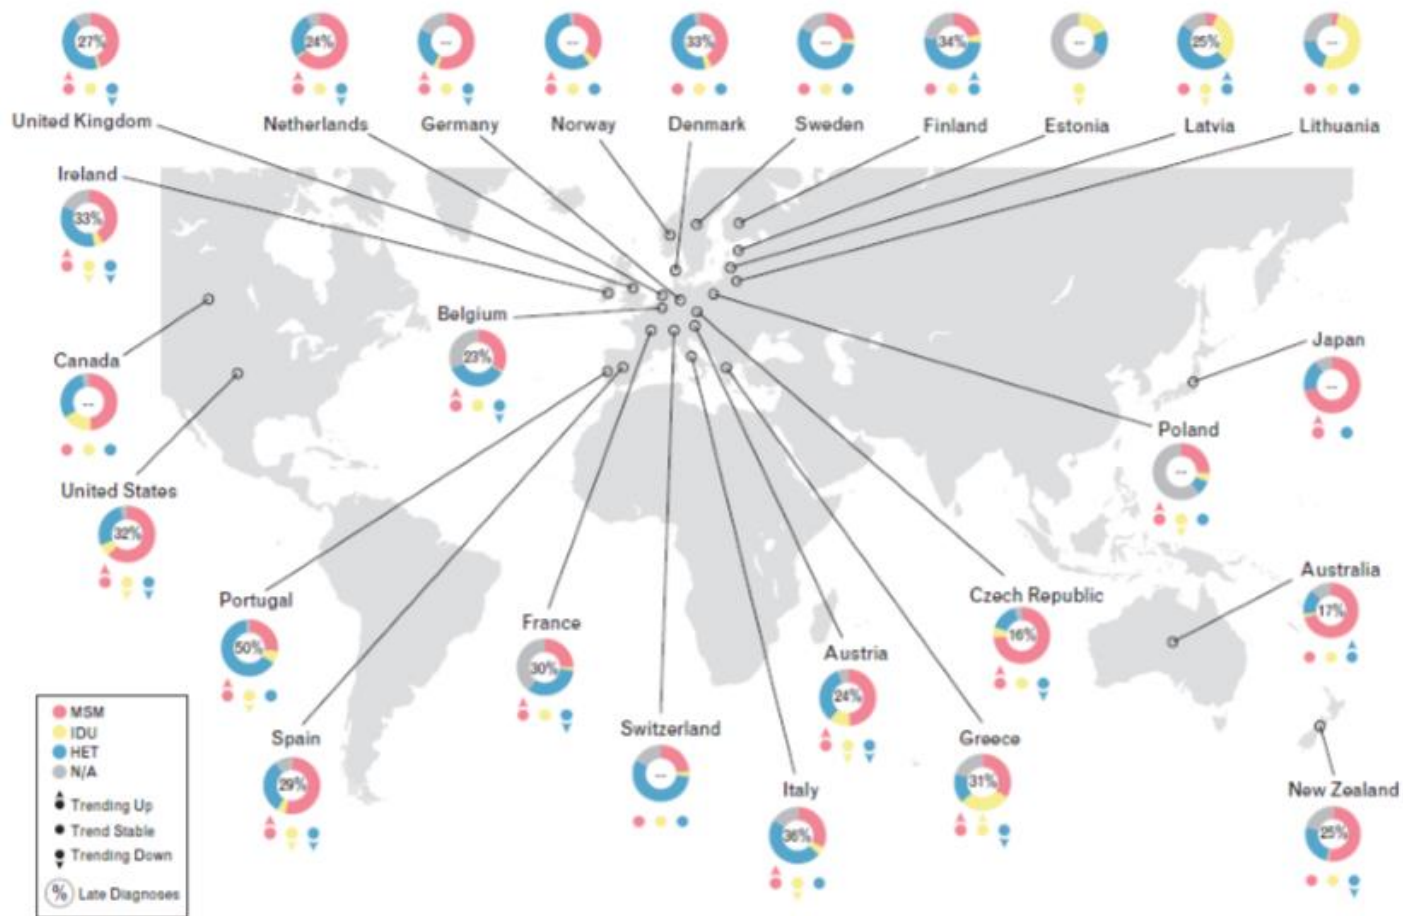 27%
24%
--
--
33%
--
34%
--
25%
--
United Kingdom
Netherlands
Germany
Norway
Denmark
Sweden
Finland
Estonia
Latvia
Lithuania
Ireland
33%
Belgium
23%
Canada
--
Japan
--
United States
32%
Poland
--
Portugal
50%
France
30%
Czech Republic
16%
Australia
17%
Austria
24%
Spain
29%
Switzerland
--
Greece
31%
Italy
36%
New Zealand
25%
MSM
IDU
HET
N/A
Trending Up
Trend Stable
Trending Down
% Late Diagnoses